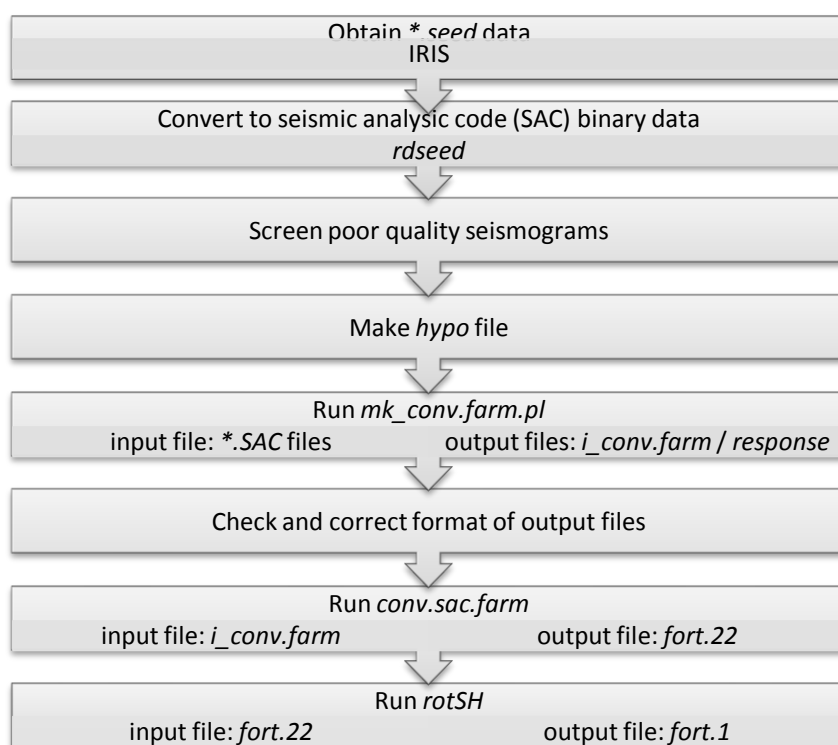 Obtain *.seed data
IRIS
Convert to seismic analysic code (SAC) binary data
rdseed
Screen poor quality seismograms
Make hypo file
Run mk_conv.farm.pl
input file: *.SAC files output files: i_conv.farm / response
Check and correct format of output files
Run conv.sac.farm
input file: i_conv.farm output file: fort.22
Run rotSH
input file: fort.22 output file: fort.1